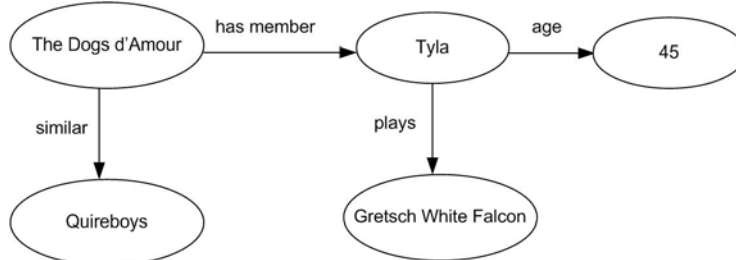 The Dogs d'Amour
has member
Tyla
age
45
similar
plays
Quireboys
Gretsch White Falcon